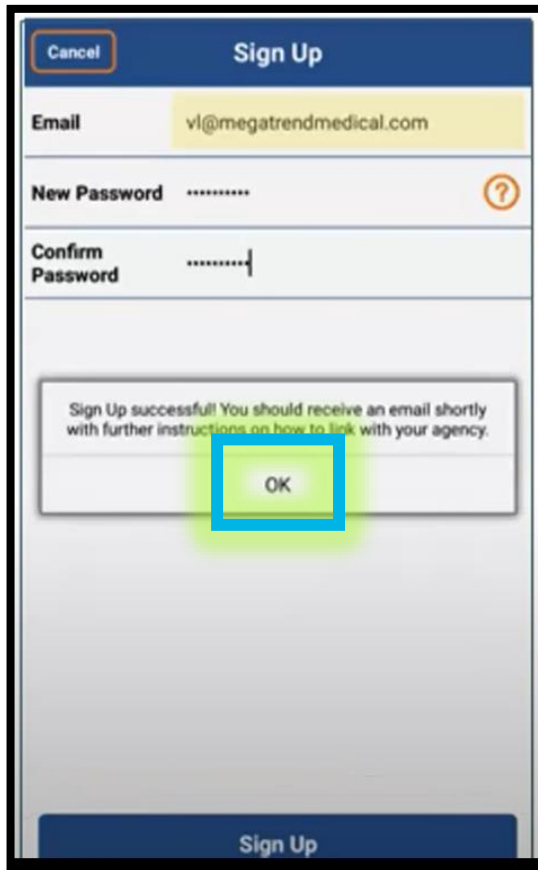 Cancel
Sign Up
Email
vl@megatrendmedical.com
New Password ••••••••••
?
Confirm
Password
••••••••••
Sign Up successful! You should receive an email shortly
with further instructions on how to link with your agency.
OK
Sign Up